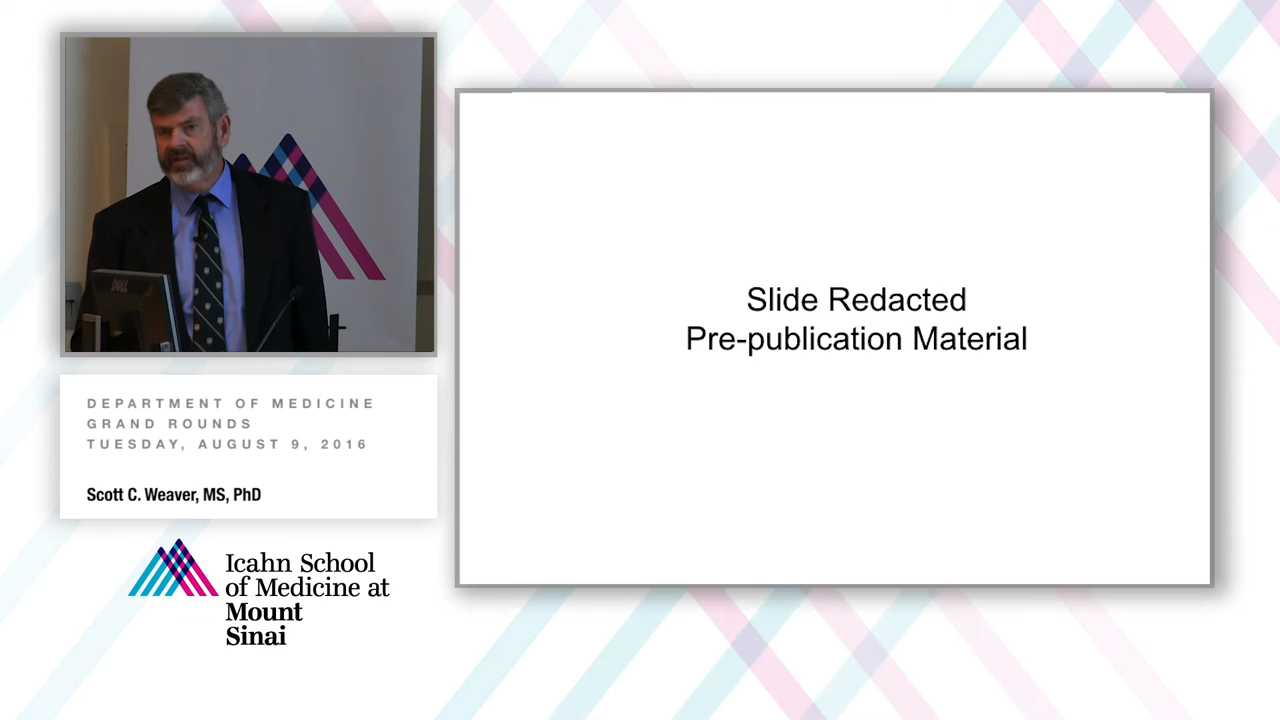 DELL
DEPARTMENT OF MEDICINE
GRAND ROUNDS
TUESDAY, AUGUST 9, 2016
Scott C. Weaver, MS, PhD
Icahn School
of Medicine at
Mount
Sinai
Slide Redacted
Pre-publication Material